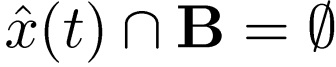 x̂(t) ∩ 𝐁 = ∅